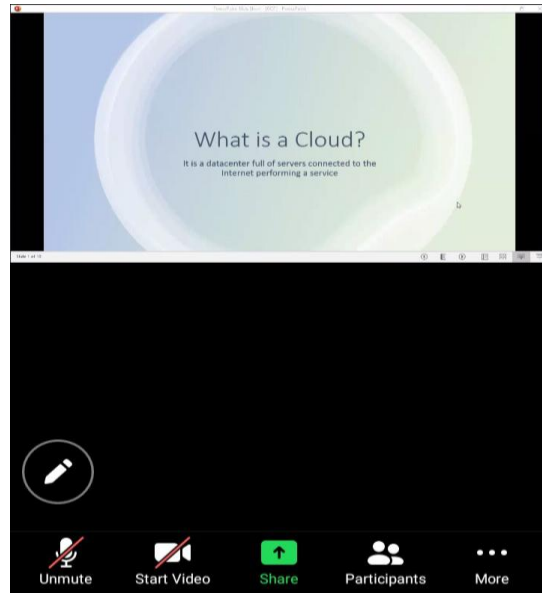 What is a Cloud?
It is a datacenter full of servers connected to the
Internet performing a service
Unmute
Start Video
Share
Participants
More